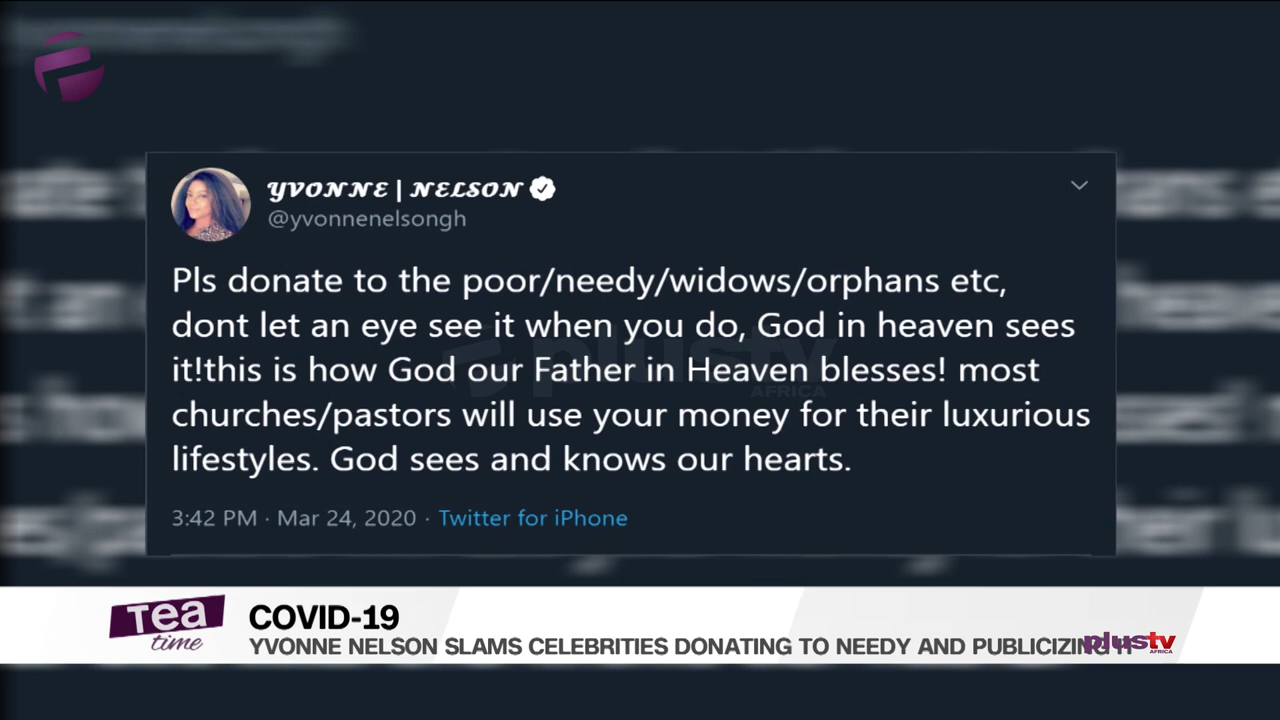 YVONNE | NELSON
@yvonnenelsongh
Pls donate to the poor/needy/widows/orphans etc,
dont let an eye see it when you do, God in heaven sees
it!this is how God our Father in Heaven blesses! most
churches/pastors will use your money for their luxurious
lifestyles. God sees and knows our hearts.
3:42 PM · Mar 24, 2020 · Twitter for iPhone
plustv
AFRICA
Tea
time
COVID-19
YVONNE NELSON SLAMS CELEBRITIES DONATING TO NEEDY AND PUBLICIZING IT
plustv
AFRICA